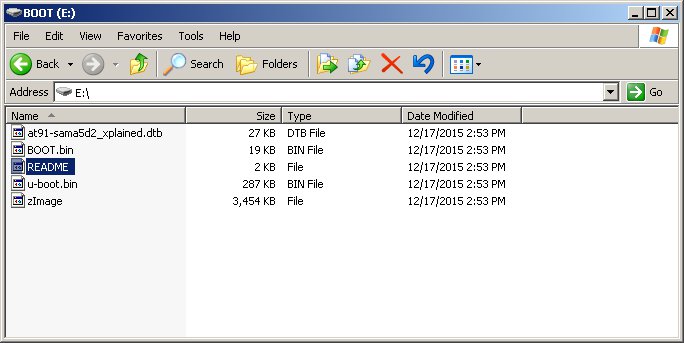 BOOT (E:)
File Edit View Favorites Tools Help
Back Search Folders
Address E:\ Go
Name Size Type Date Modified
at91-sama5d2_xplained.dtb 27 KB DTB File 12/17/2015 2:53 PM
BOOT.bin 19 KB BIN File 12/17/2015 2:53 PM
README 2 KB File 12/17/2015 2:53 PM
u-boot.bin 287 KB BIN File 12/17/2015 2:53 PM
zImage 3,454 KB File 12/17/2015 2:53 PM